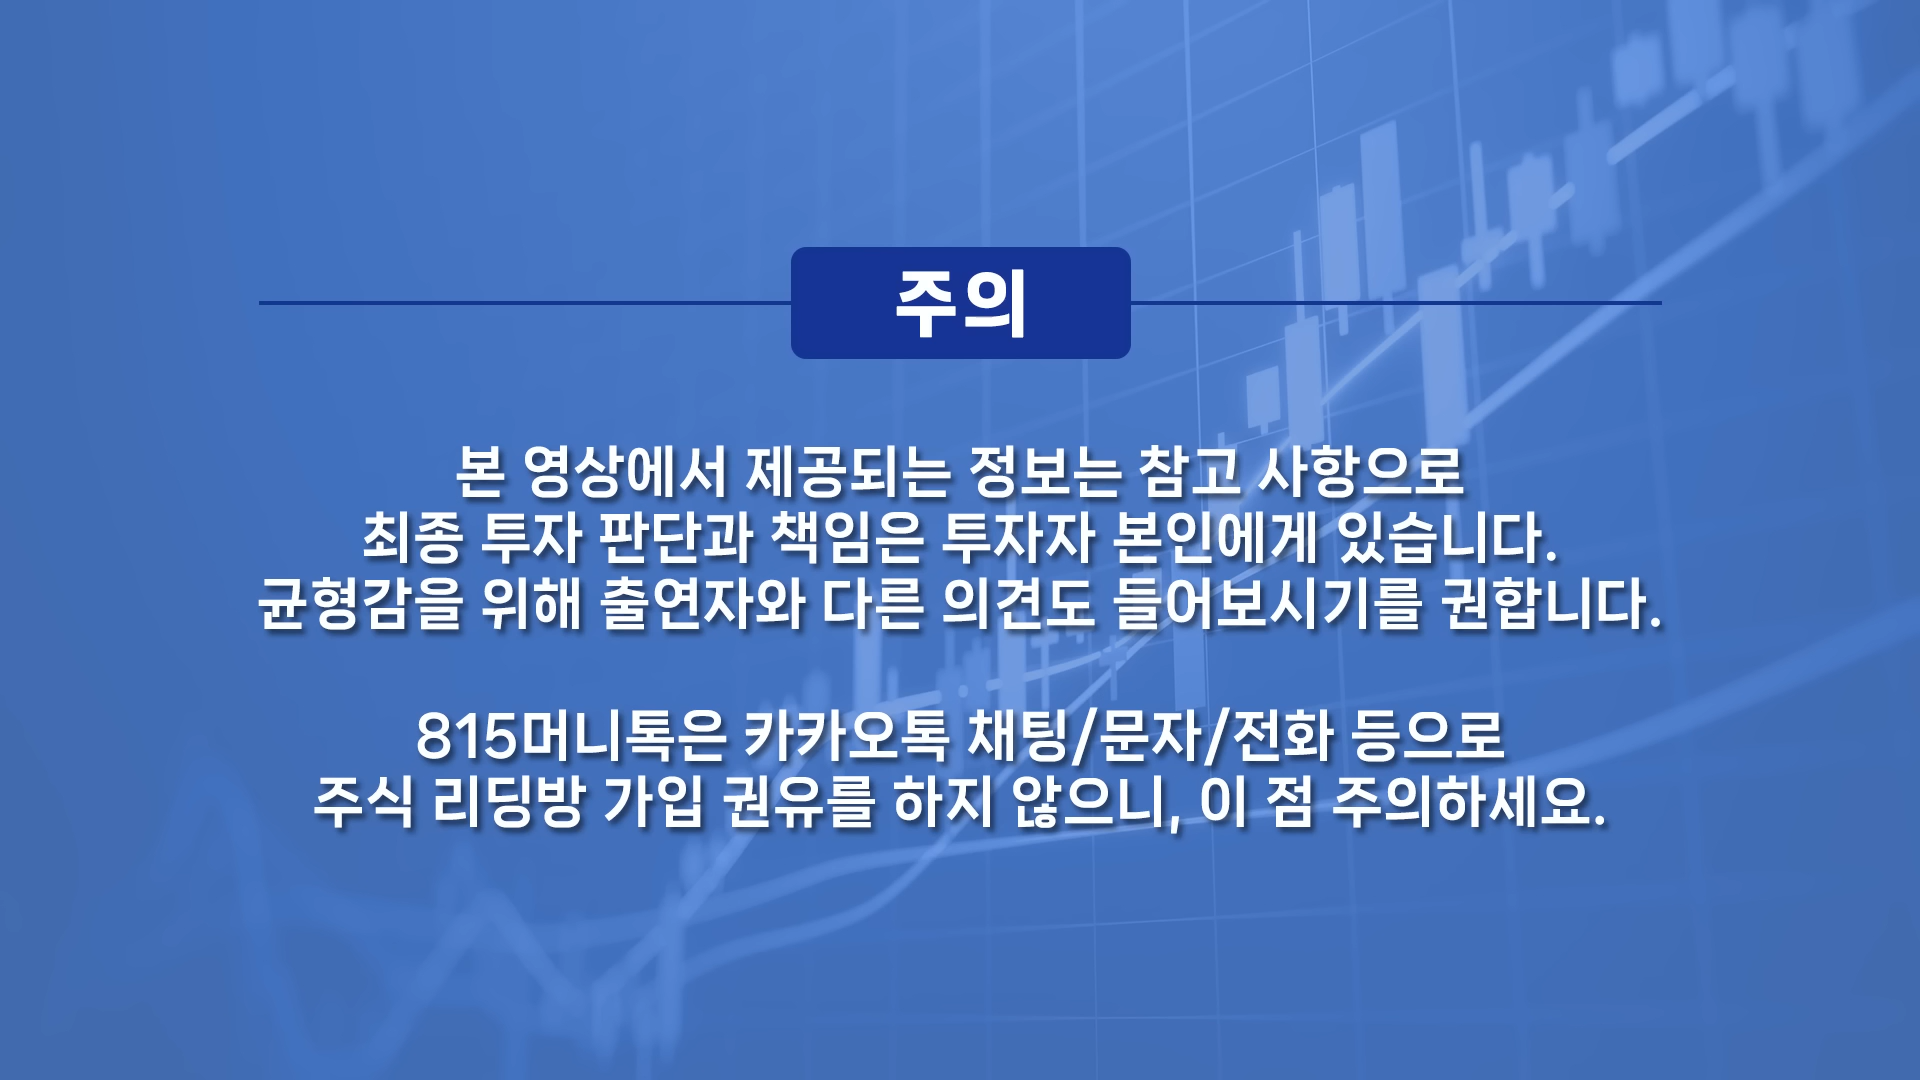 주의
본 영상에서 제공되는 정보는 참고 사항으로
최종 투자 판단과 책임은 투자자 본인에게 있습니다.
균형감을 위해 출연자와 다른 의견도 들어보시기를 권합니다.
815머니톡은 카카오톡 채팅/문자/전화 등으로
주식 리딩방 가입 권유를 하지 않으니, 이 점 주의하세요.